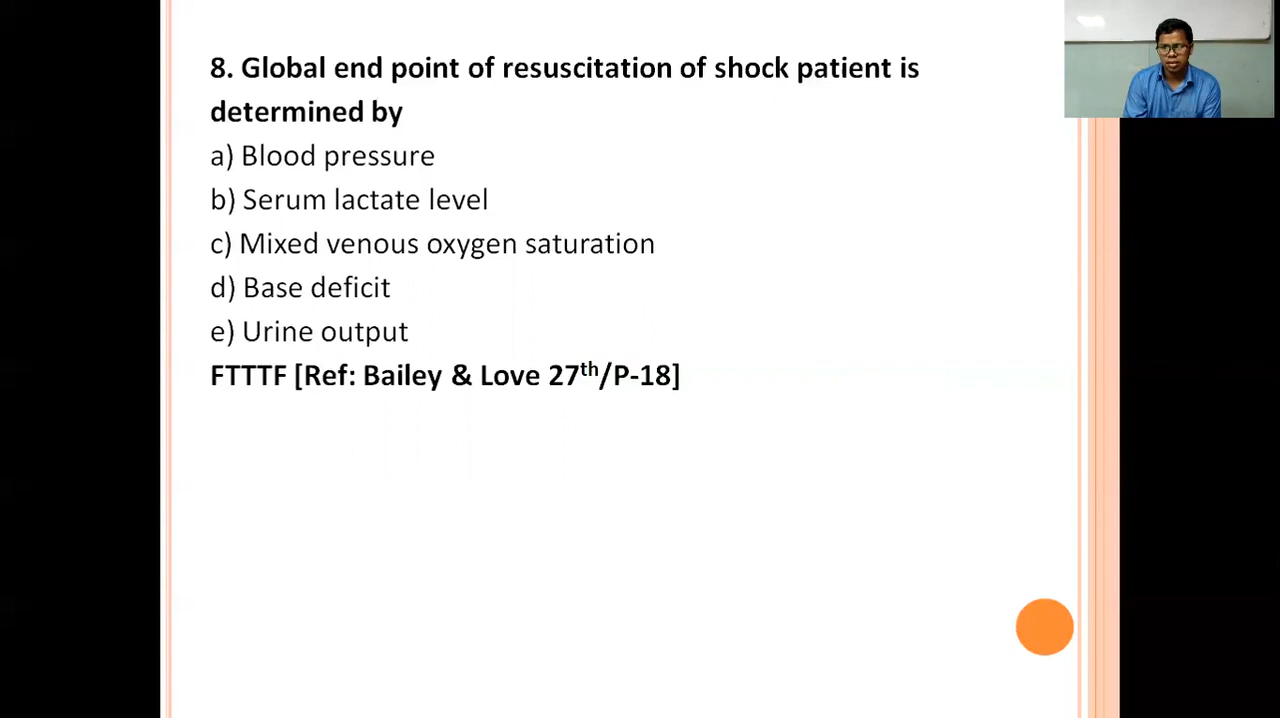 8. Global end point of resuscitation of shock patient is
determined by
a) Blood pressure
b) Serum lactate level
c) Mixed venous oxygen saturation
d) Base deficit
e) Urine output
FTTTF [Ref: Bailey & Love 27th/P-18]